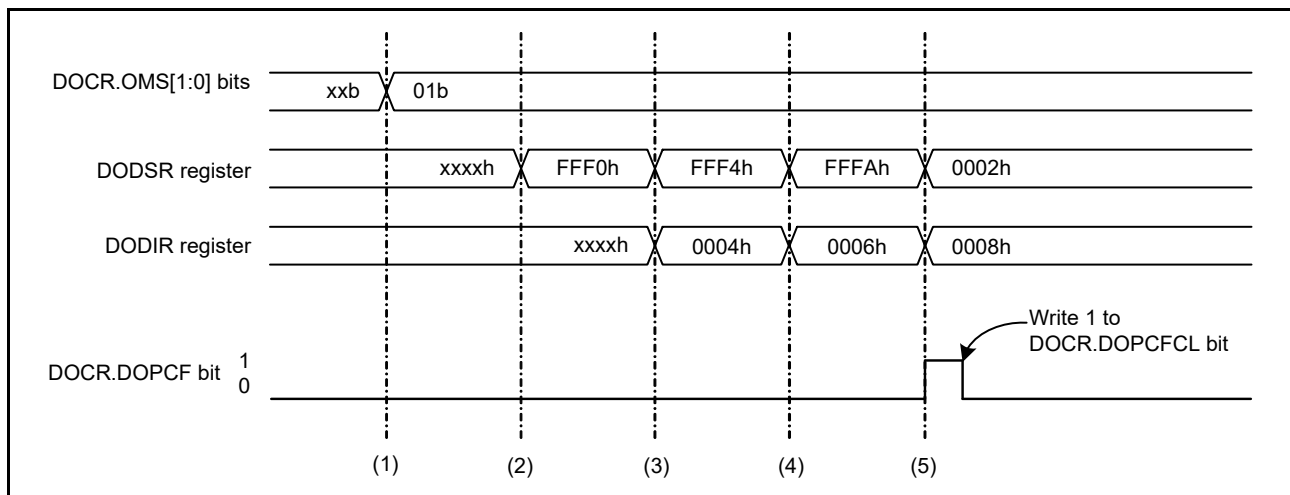 DOCR.OMS[1:0] bits
xxb 01b
DODSR register
xxxxh FFF0h FFF4h FFFAh 0002h
DODIR register
xxxxh 0004h 0006h 0008h
Write 1 to
DOCR.DOPCFCL bit
DOCR.DOPCF bit
1
0
(1) (2) (3) (4) (5)